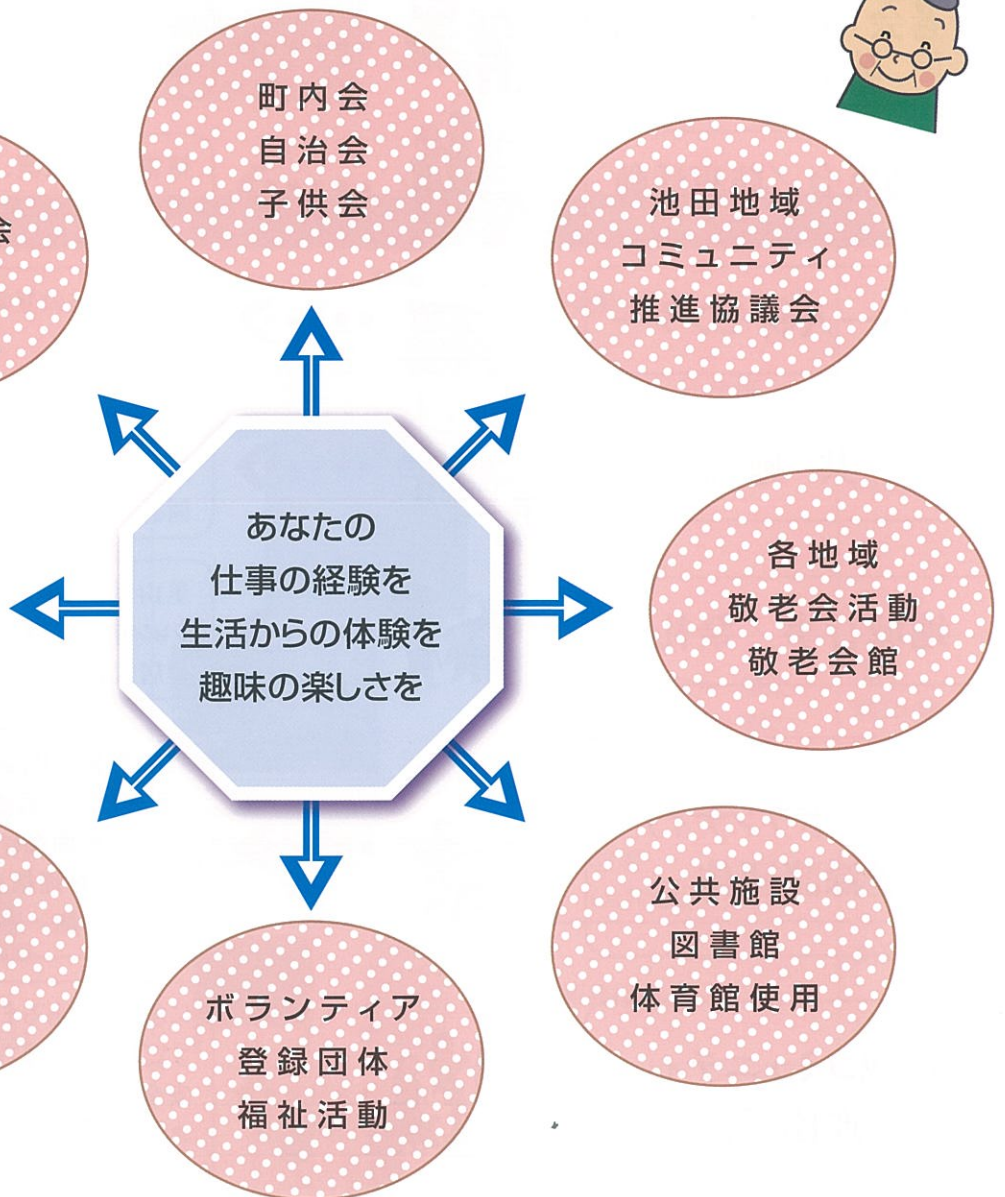 町内会
自治会
子供会
池田地域
コミュニティ
推進協議会
会
あなたの
仕事の経験を
生活からの体験を
趣味の楽しさを
各地域
敬老会活動
敬老会館
公共施設
図書館
体育館使用
ボランティア
登録団体
福祉活動